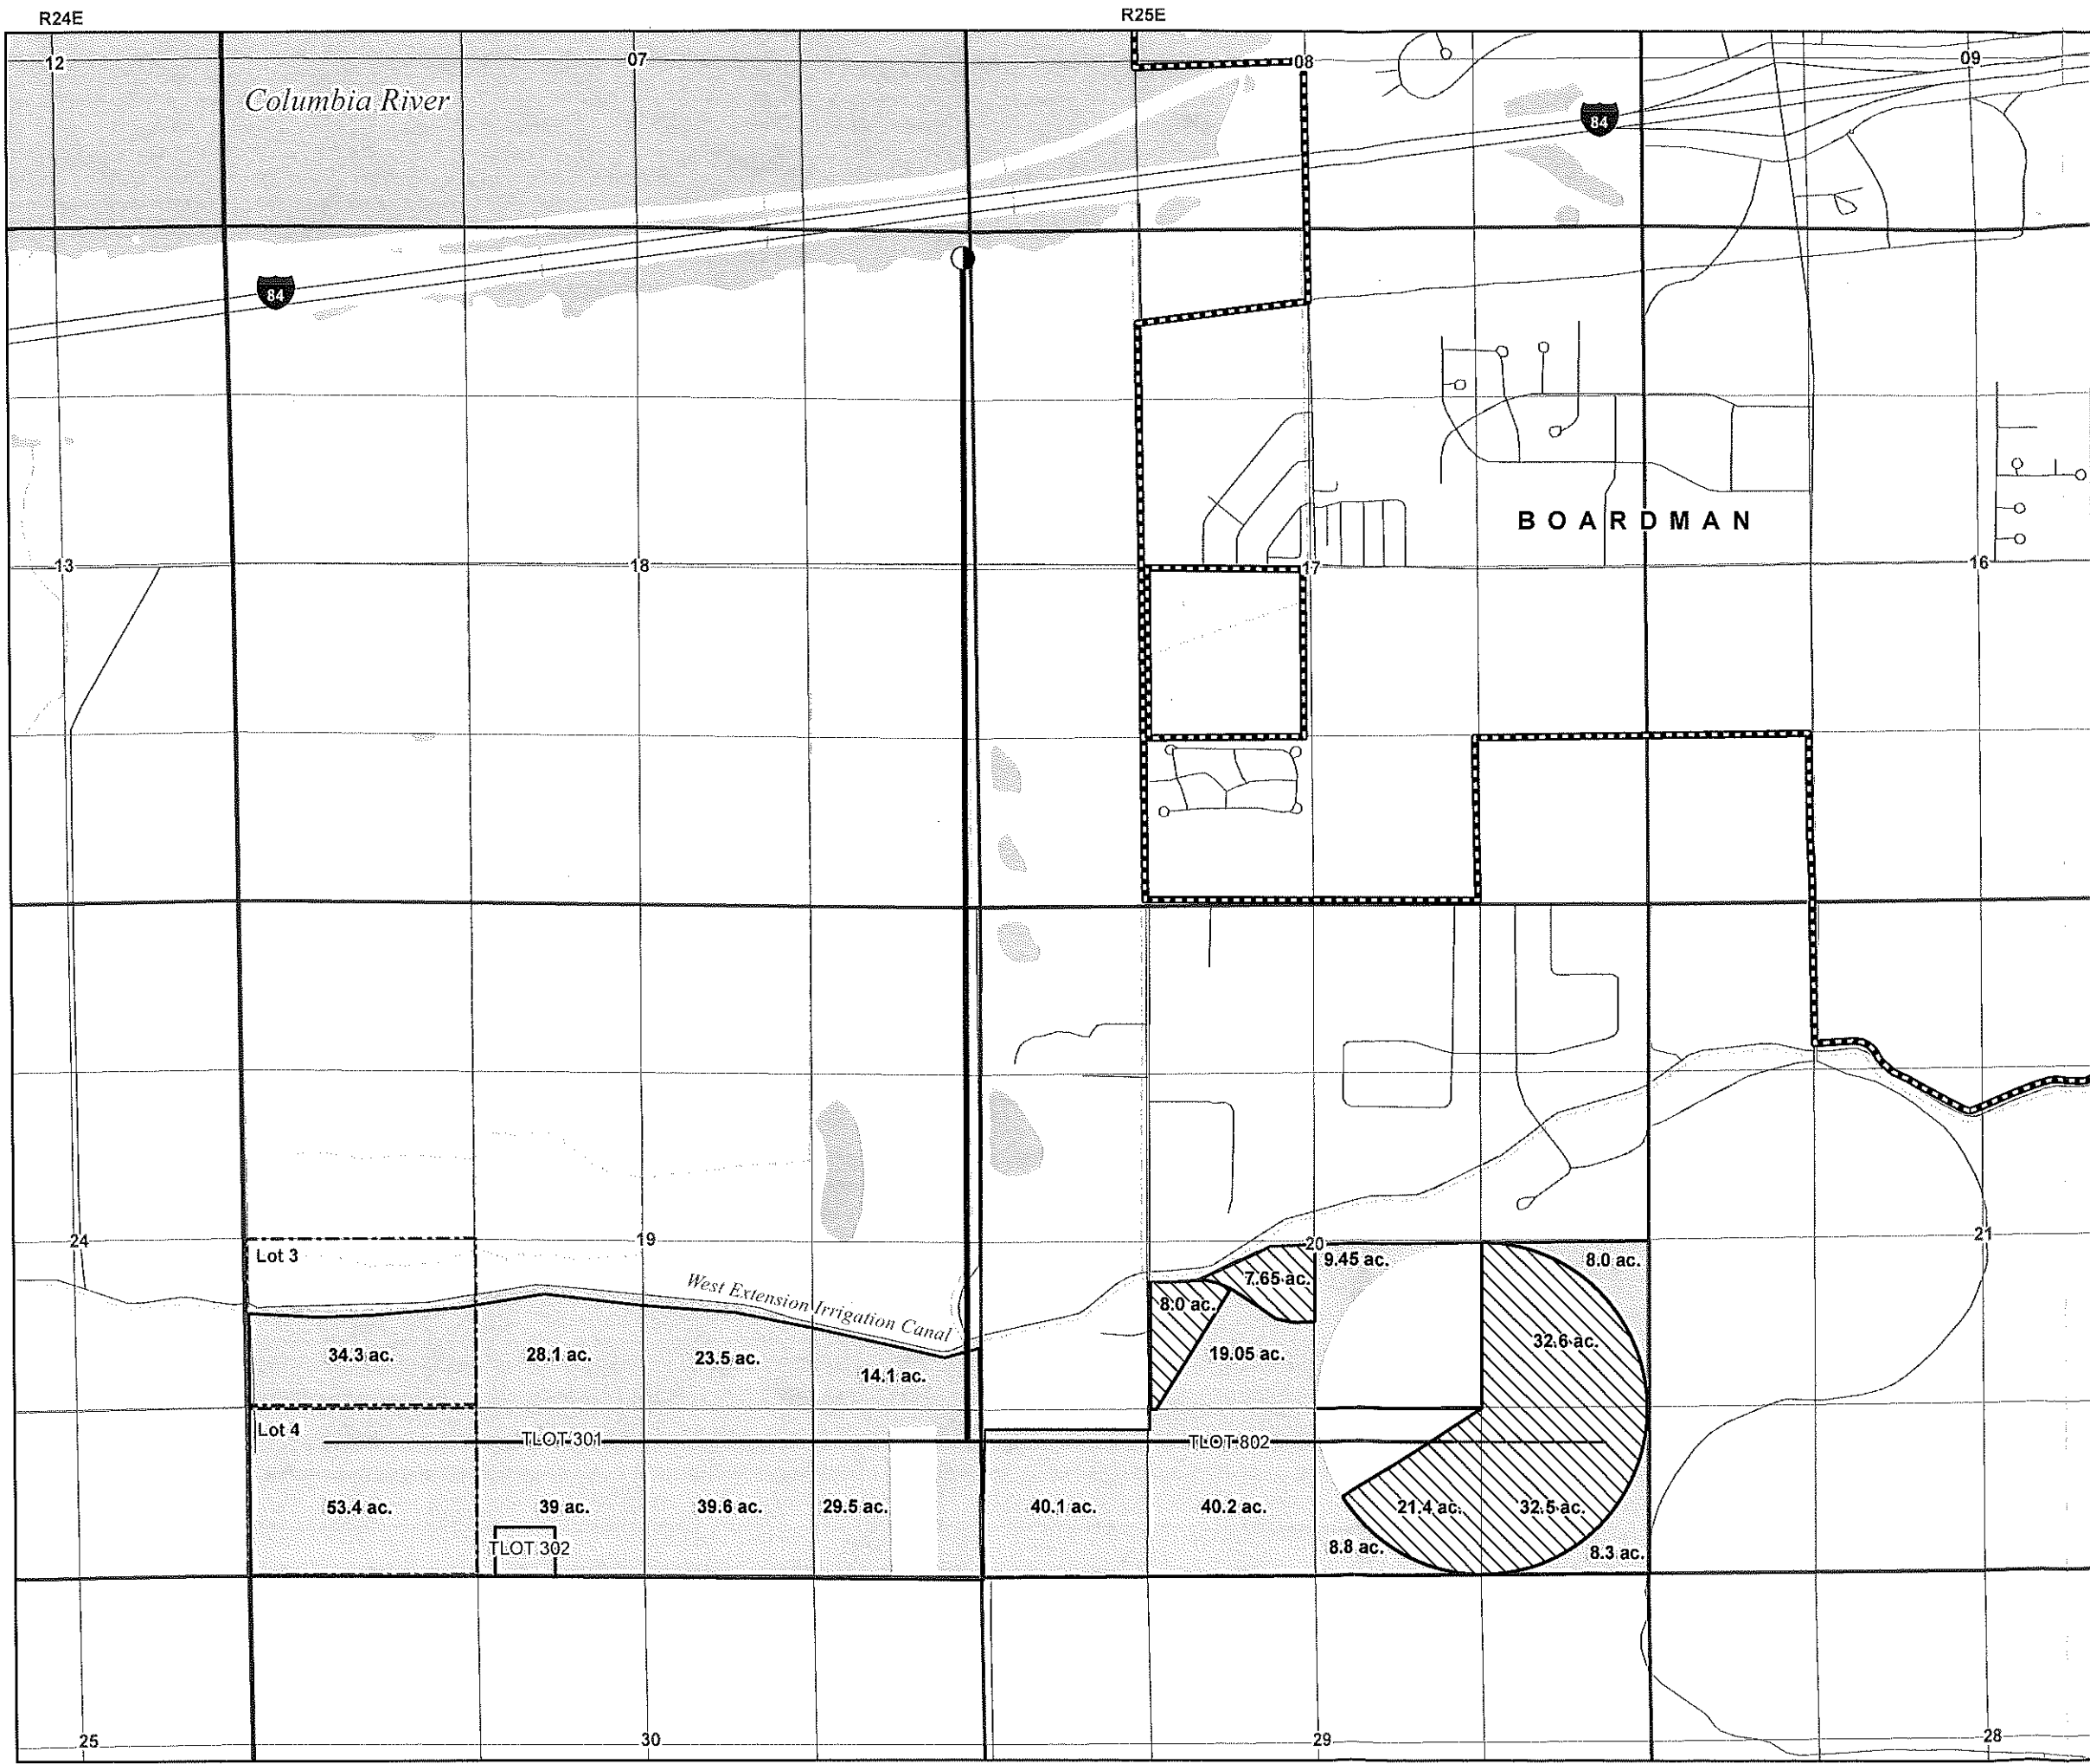 R24E
R25E
12
07
08
09
Columbia River
84
84
BOARDMAN
13
18
17
16
24
19
20
21
Lot 3
9.45 ac.
8.0 ac.
7.65 ac.
8.0 ac.
West Extension Irrigation Canal
34.3 ac.
28.1 ac.
23.5 ac.
14.1 ac.
19.05 ac.
32.6 ac.
Lot 4
TLOT 301
TLOT 802
53.4 ac.
39 ac.
39.6 ac.
29.5 ac.
40.1 ac.
40.2 ac.
21.4 ac.
32.5 ac.
TLOT 302
8.8 ac.
8.3 ac.
25
30
29
28